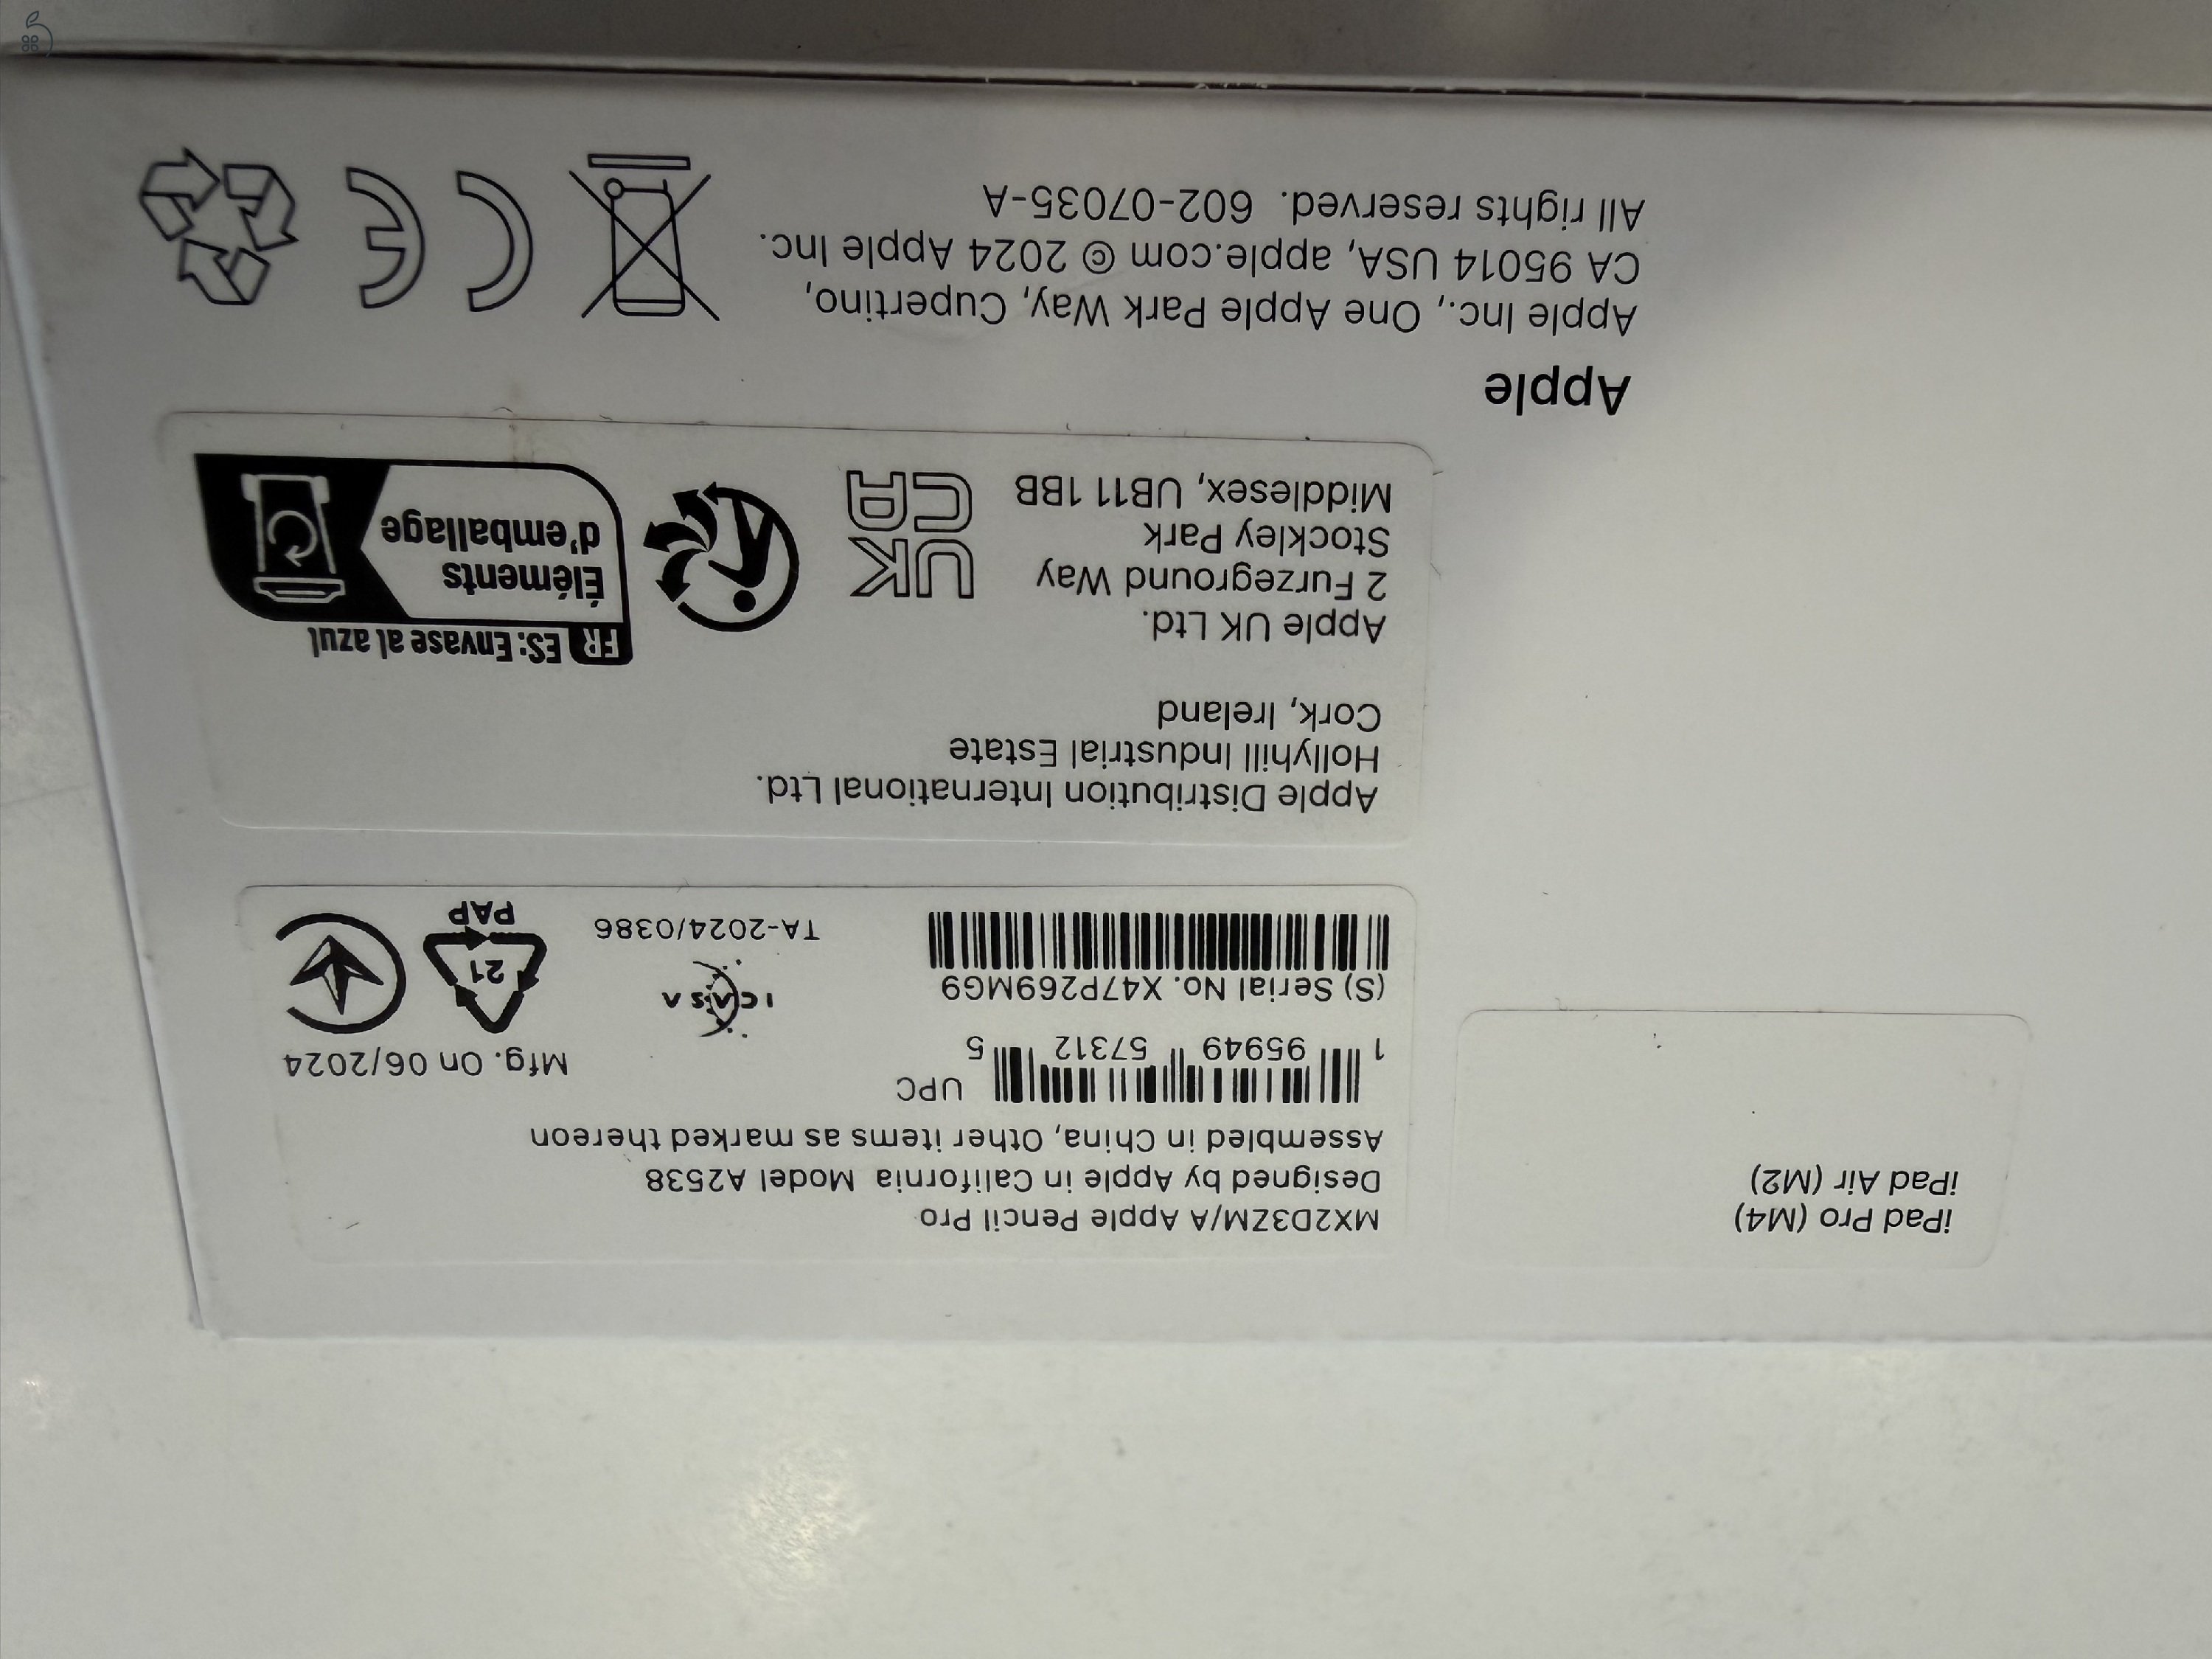 iPad Pro (M4)
iPad Air (M2)
MX2D3ZM/A Apple Pencil Pro
Designed by Apple in California Model A2538
Assembled in China, Other items as marked thereon
UPC
1 95949 57312 5
Mfg. On 06/2024
(S) Serial No. X47P269MG9
ICASA
TA-2024/0386
21
PAP
Apple Distribution International Ltd.
Hollyhill Industrial Estate
Cork, Ireland
Apple UK Ltd.
2 Furzeground Way
Stockley Park
Middlesex, UB11 1BB
UK
CA
FR ES: Envase al azul
Éléments
d'emballage
Apple
Apple Inc., One Apple Park Way, Cupertino,
CA 95014 USA, apple.com © 2024 Apple Inc.
All rights reserved. 602-07035-A
CE